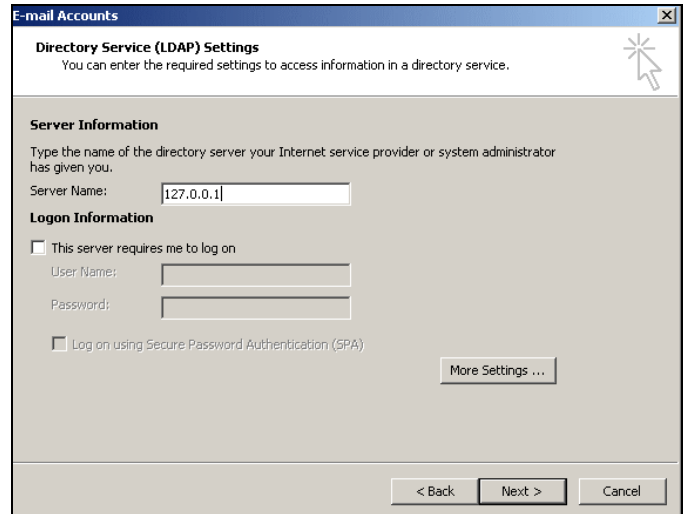 E-mail Accounts
Directory Service (LDAP) Settings
You can enter the required settings to access information in a directory service.
Server Information
Type the name of the directory server your Internet service provider or system administrator
has given you.
Server Name: 127.0.0.1
Logon Information
This server requires me to log on
User Name:
Password:
Log on using Secure Password Authentication (SPA)
More Settings ...
< Back Next > Cancel